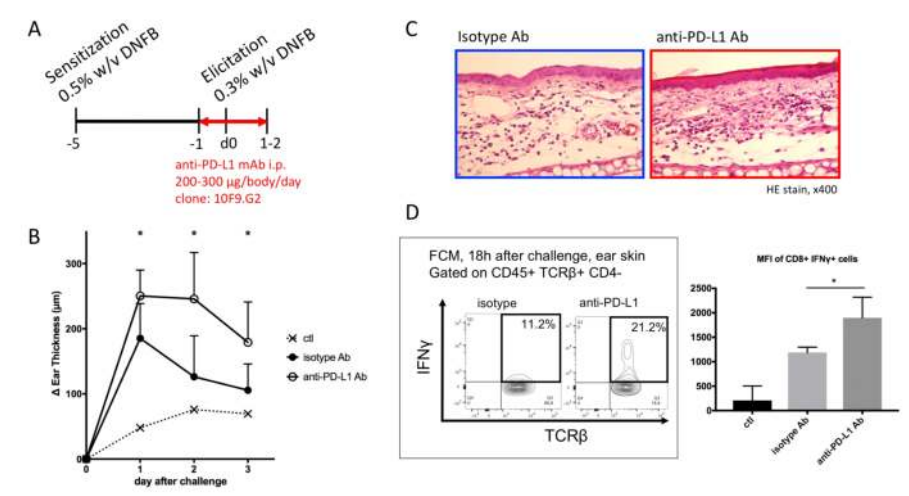 A
Sensitization
0.5% w/v DNFB
Elicitation
0.3% w/v DNFB
-5
-1
d0
1-2
anti-PD-L1 mAb i.p.
200-300 µg/body/day
clone: 10F9.G2
B
* * *
Δ Ear Thickness (µm)
300
200
100
0
0 1 2 3
day after challenge
ctl
isotype Ab
anti-PD-L1 Ab
C
Isotype Ab
anti-PD-L1 Ab
HE stain, x400
D
FCM, 18h after challenge, ear skin
Gated on CD45+ TCRβ+ CD4-
isotype
anti-PD-L1
11.2%
21.2%
IFNγ
TCRβ
MFI of CD8+ IFNγ+ cells
*
2500
2000
1500
1000
500
0
ctl
isotype Ab
anti-PD-L1 Ab